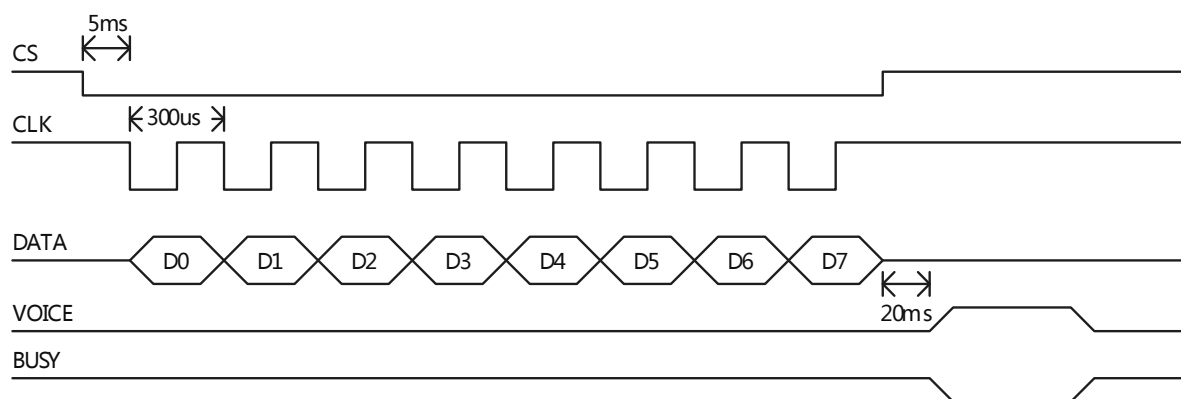 5ms
CS
300us
CLK
DATA
D0 D1 D2 D3 D4 D5 D6 D7
20ms
VOICE
BUSY